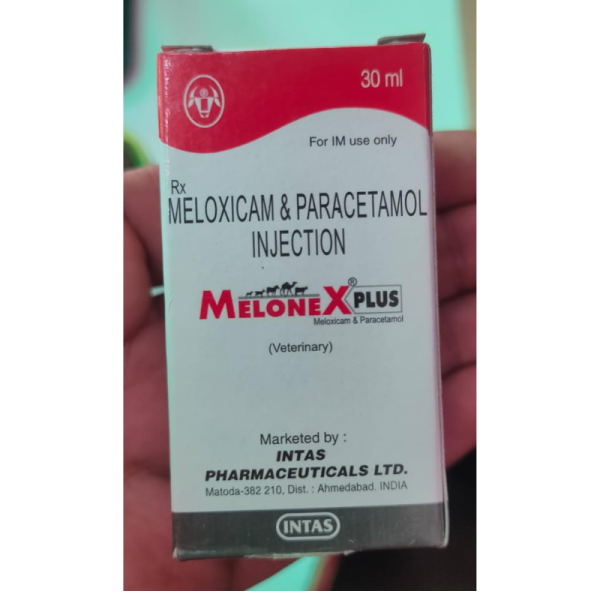 30 ml
For IM use only
Rx
MELOXICAM & PARACETAMOL
INJECTION
MELONEX® PLUS
Meloxicam & Paracetamol
(Veterinary)
Marketed by :
INTAS
PHARMACEUTICALS LTD.
Matoda-382 210, Dist. : Ahmedabad. INDIA
INTAS